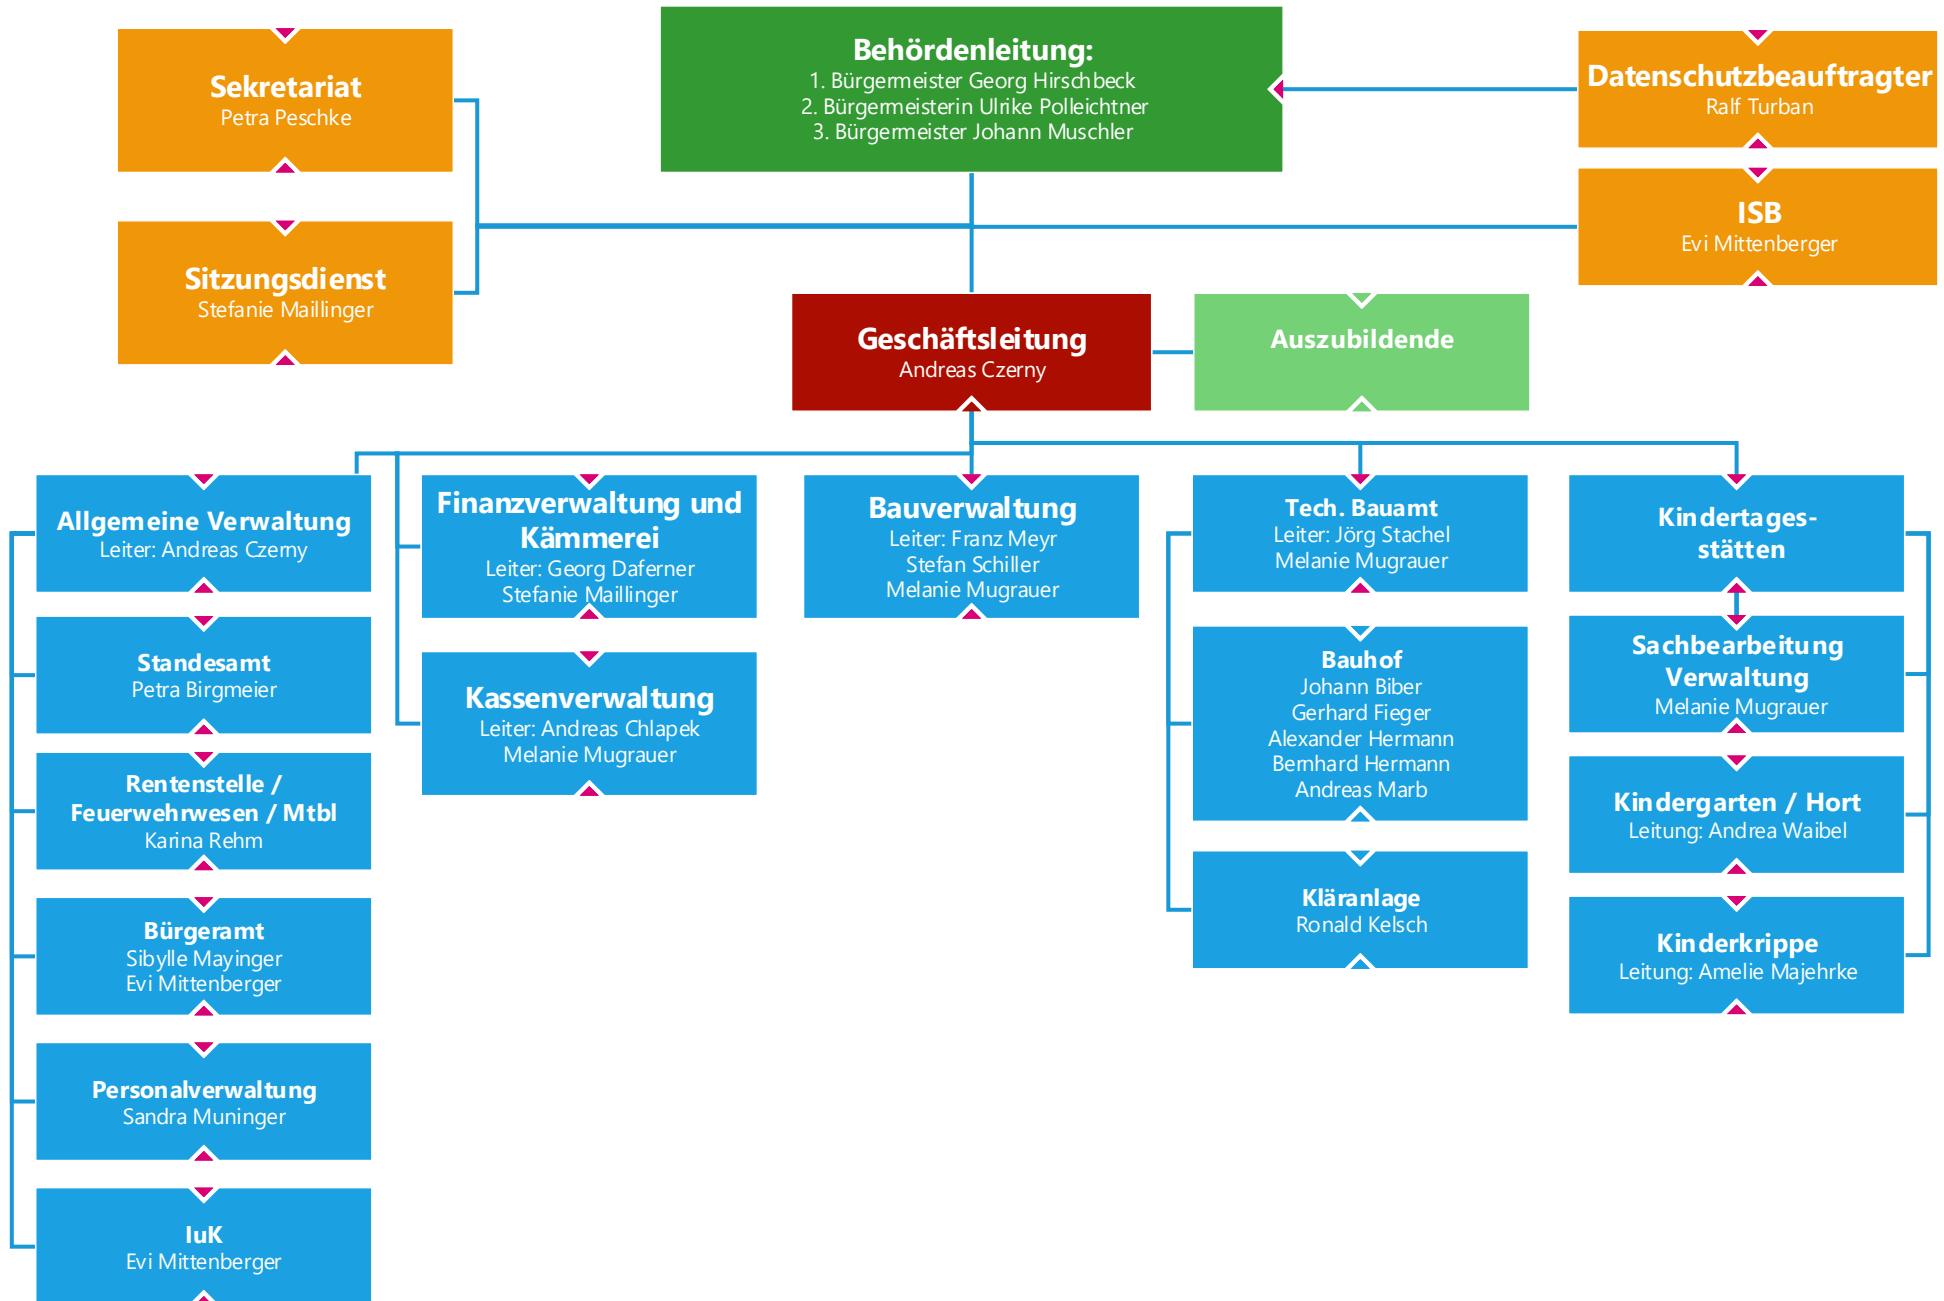 Sekretariat
Petra Peschke
Behördenleitung:
1. Bürgermeister Georg Hirschbeck
2. Bürgermeisterin Ulrike Polleichtner
3. Bürgermeister Johann Muschler
Datenschutzbeauftragter
Ralf Turban
ISB
Evi Mittenberger
Sitzungsdienst
Stefanie Maillinger
Geschäftsleitung
Andreas Czerny
Auszubildende
Allgemeine Verwaltung
Leiter: Andreas Czerny
Standesamt
Petra Birgmeier
Rentenstelle /
Feuerwehrwesen / Mtbl
Karina Rehm
Bürgeramt
Sibylle Mayinger
Evi Mittenberger
Personalverwaltung
Sandra Muninger
IuK
Evi Mittenberger
Finanzverwaltung und
Kämmerei
Leiter: Georg Daferner
Stefanie Maillinger
Kassenverwaltung
Leiter: Andreas Chlapek
Melanie Mugrauer
Bauverwaltung
Leiter: Franz Meyr
Stefan Schiller
Melanie Mugrauer
Tech. Bauamt
Leiter: Jörg Stachel
Melanie Mugrauer
Bauhof
Johann Biber
Gerhard Fieger
Alexander Hermann
Bernhard Hermann
Andreas Marb
Kläranlage
Ronald Kelsch
Kindertages-
stätten
Sachbearbeitung
Verwaltung
Melanie Mugrauer
Kindergarten / Hort
Leitung: Andrea Waibel
Kinderkrippe
Leitung: Amelie Majehrke